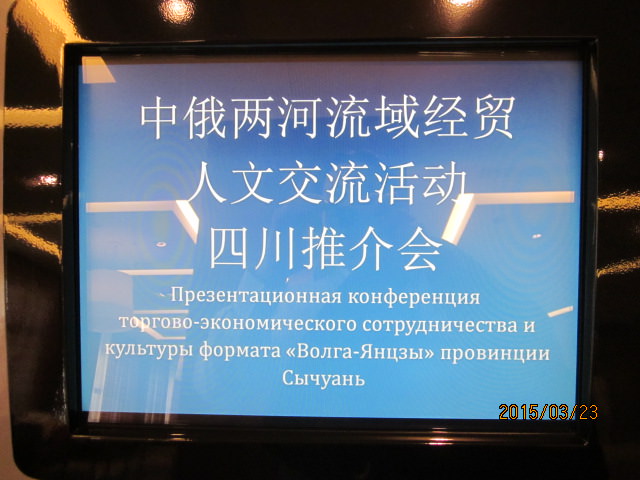 中俄两河流域经贸
人文交流活动
四川推介会
Презентационная конференция
торгово-экономического сотрудничества и
культуры формата «Волга-Янцзы» провинции
Сычуань
2015/03/23